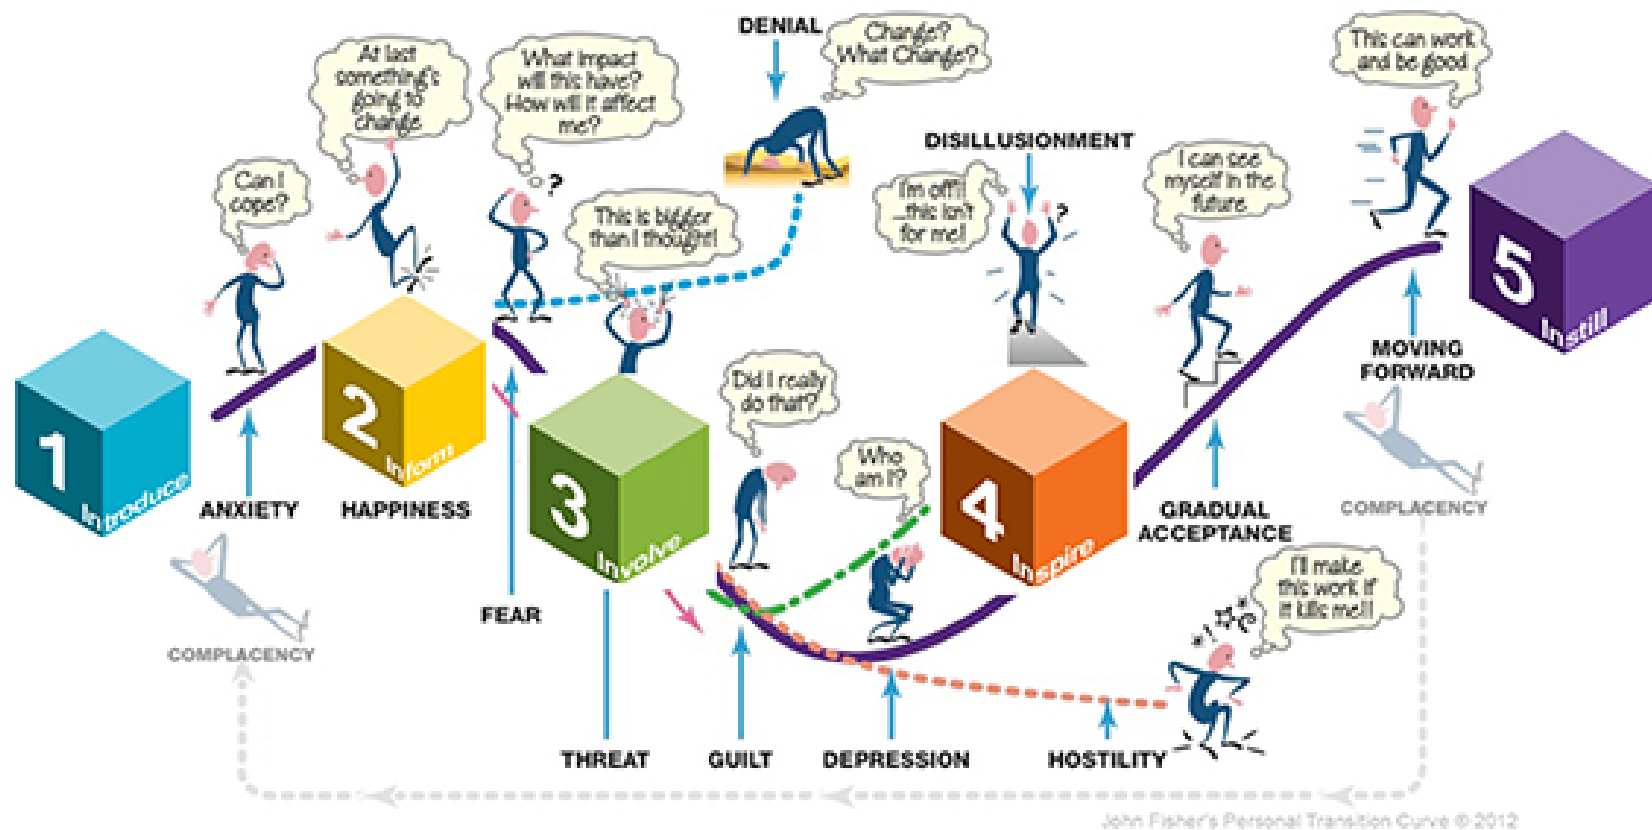 DENIAL
Change?
What Change?
This can work
and be good
At last
something's
going to
change
What impact
will this have?
How will it affect
me?
?
DISILLUSIONMENT
I'm off!!
...this isn't
for me!
?
I can see
myself in the
future
Can I
cope?
This is bigger
than I thought!
1
Introduce
2
Inform
3
Involve
4
Inspire
5
Instill
ANXIETY
HAPPINESS
FEAR
Did I really
do that?
Who
am I?
GRADUAL
ACCEPTANCE
MOVING
FORWARD
COMPLACENCY
I'll make
this work if
it kills me!!
COMPLACENCY
THREAT
GUILT
DEPRESSION
HOSTILITY
John Fisher's Personal Transition Curve © 2012